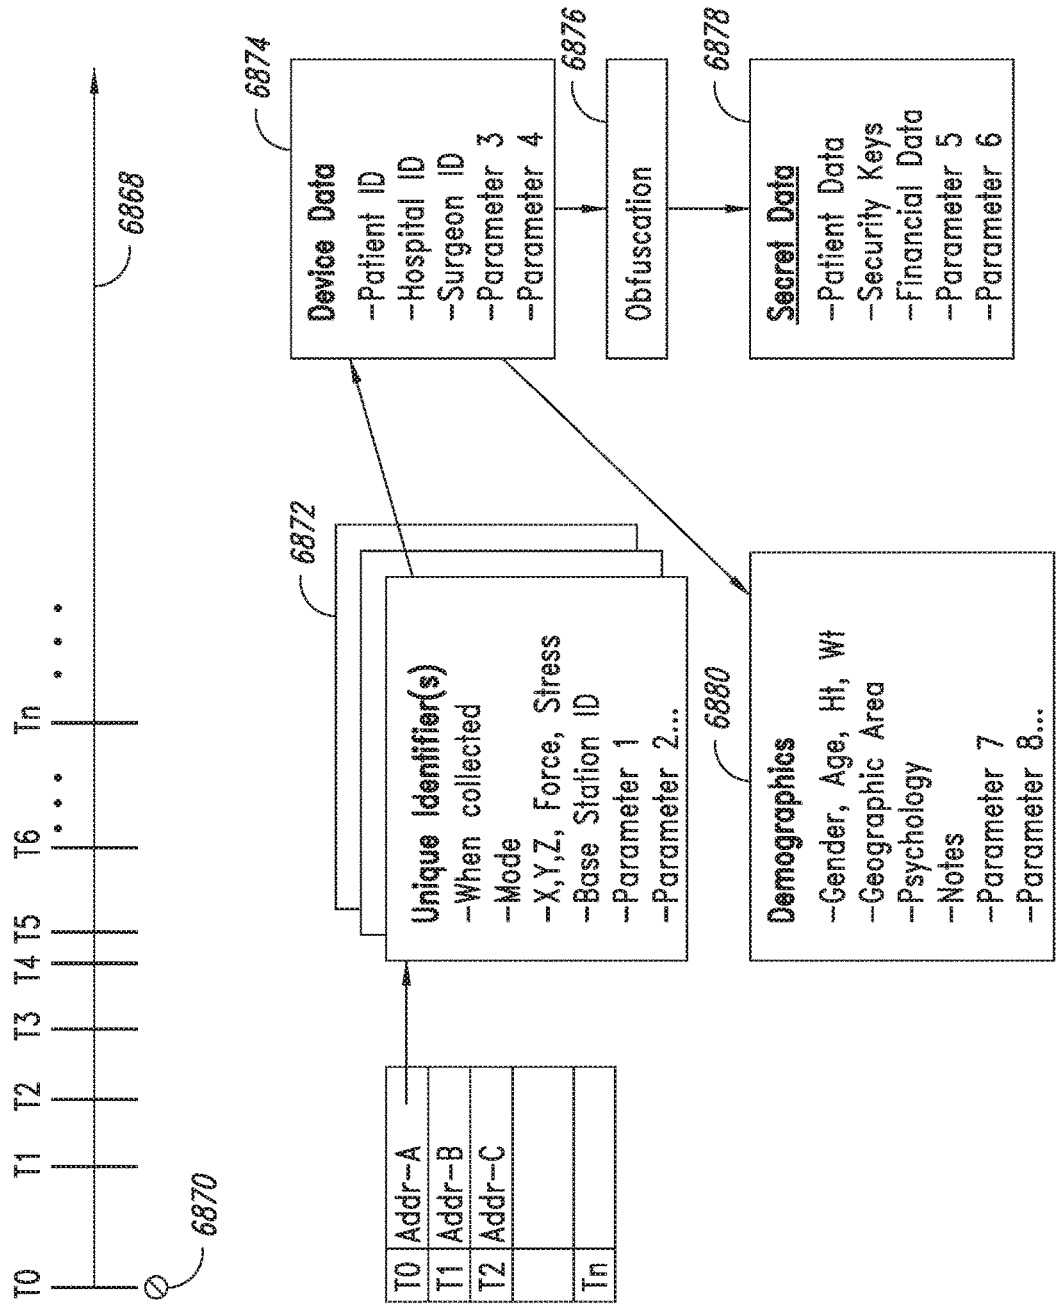 T0 T1 T2 T3 T4 T5 T6 Tn
6868
6870
T0 Addr-A
T1 Addr-B
T2 Addr-C
Tn
6872
Unique Identifier(s)
-When collected
-Mode
-X,Y,Z, Force, Stress
-Base Station ID
-Parameter 1
-Parameter 2...
6874
Device Data
-Patient ID
-Hospital ID
-Surgeon ID
-Parameter 3
-Parameter 4
6876
Obfuscation
6878
Secret Data
-Patient Data
-Security Keys
-Financial Data
-Parameter 5
-Parameter 6
6880
Demographics
-Gender, Age, Ht, Wt
-Geographic Area
-Psychology
-Notes
-Parameter 7
-Parameter 8...